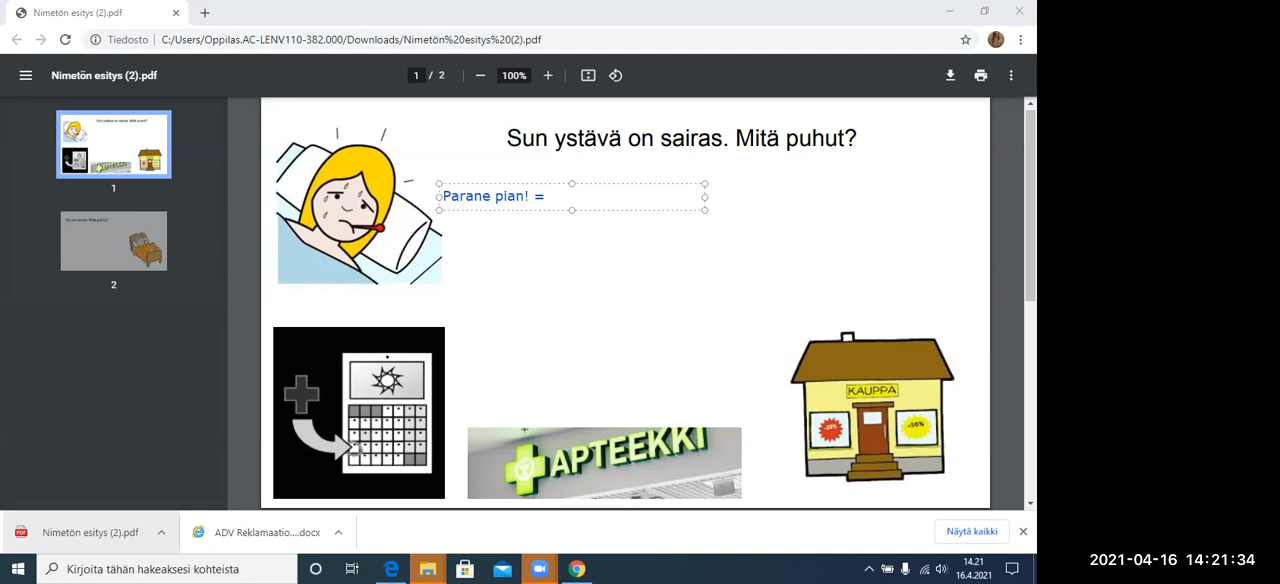 Nimetön esitys (2).pdf
Tiedosto
C:/Users/Oppilas.AC-LENV110-382.000/Downloads/Nimetön%20esitys%20(2).pdf
Nimetön esitys (2).pdf
1 / 2
100%
1
2
Sun ystävä on sairas. Mitä puhut?
Parane pian! =
KAUPPA
-50%
-50%
APTEEKKI
Nimetön esitys (2).pdf
ADV Reklamaatio....docx
Näytä kaikki
Kirjoita tähän hakeaksesi kohteista
14.21
16.4.2021
2021-04-16 14:21:34